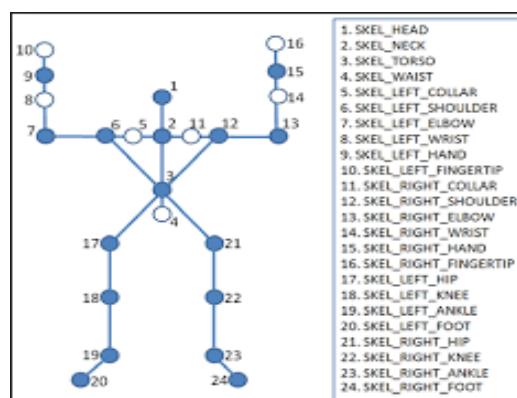 10
9
8
7
6
5
1
2
11
12
13
14
15
16
3
4
17
21
18
22
19
23
20
24
1. SKEL_HEAD
2. SKEL_NECK
3. SKEL_TORSO
4. SKEL_WAIST
5. SKEL_LEFT_COLLAR
6. SKEL_LEFT_SHOULDER
7. SKEL_LEFT_ELBOW
8. SKEL_LEFT_WRIST
9. SKEL_LEFT_HAND
10. SKEL_LEFT_FINGERTIP
11. SKEL_RIGHT_COLLAR
12. SKEL_RIGHT_SHOULDER
13. SKEL_RIGHT_ELBOW
14. SKEL_RIGHT_WRIST
15. SKEL_RIGHT_HAND
16. SKEL_RIGHT_FINGERTIP
17. SKEL_LEFT_HIP
18. SKEL_LEFT_KNEE
19. SKEL_LEFT_ANKLE
20. SKEL_LEFT_FOOT
21. SKEL_RIGHT_HIP
22. SKEL_RIGHT_KNEE
23. SKEL_RIGHT_ANKLE
24. SKEL_RIGHT_FOOT